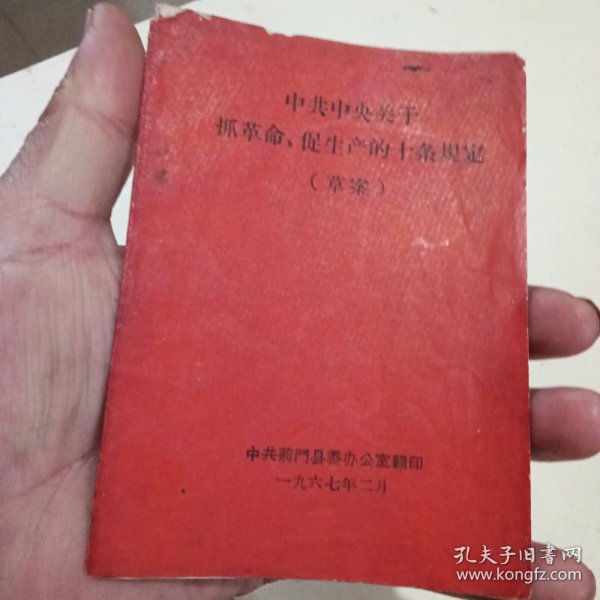 中共中央关于
抓革命、促生产的十条规定
（草案）
中共荊門县委办公室翻印
一九六七年二月
孔夫子旧书网
www.kongfz.com